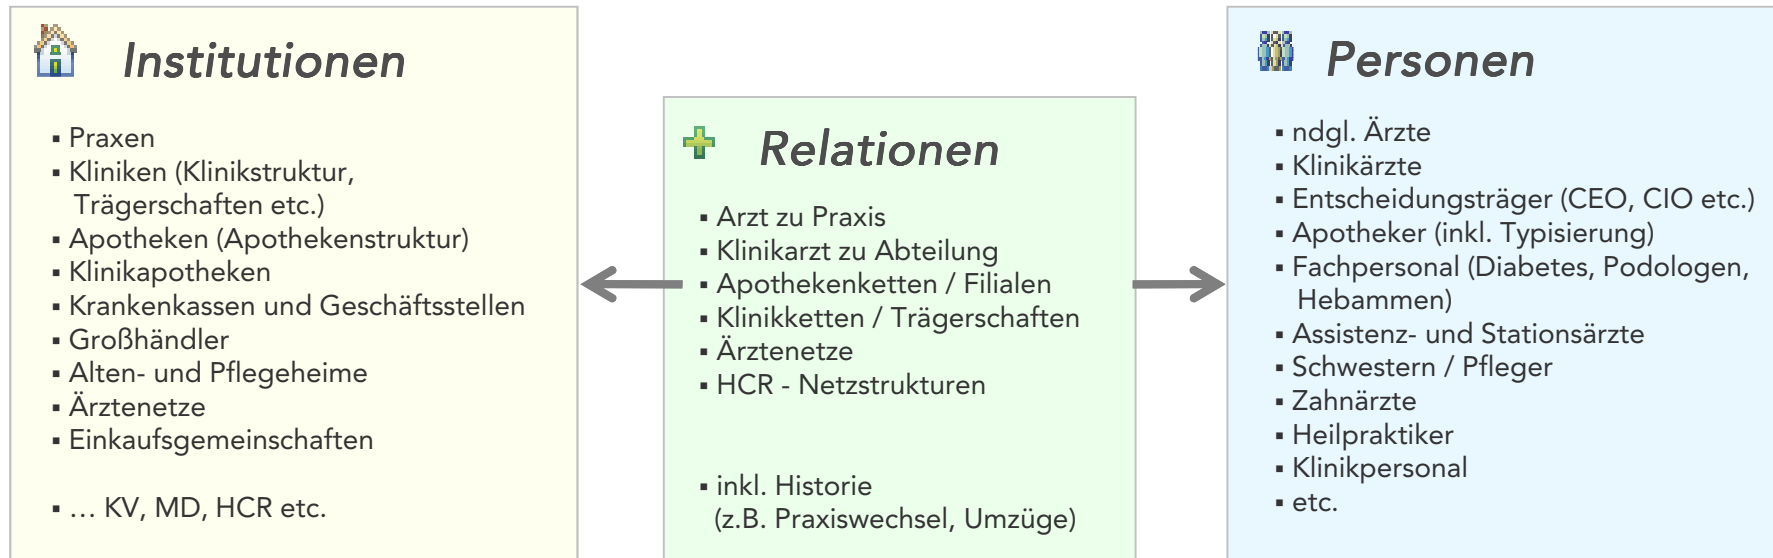 Institutionen
▪ Praxen
▪ Kliniken (Klinikstruktur,
Trägerschaften etc.)
▪ Apotheken (Apothekenstruktur)
▪ Klinikapotheken
▪ Krankenkassen und Geschäftsstellen
▪ Großhändler
▪ Alten- und Pflegeheime
▪ Ärztenetze
▪ Einkaufsgemeinschaften
▪ … KV, MD, HCR etc.
Relationen
▪ Arzt zu Praxis
▪ Klinikarzt zu Abteilung
▪ Apothekenketten / Filialen
▪ Klinikketten / Trägerschaften
▪ Ärztenetze
▪ HCR - Netzstrukturen
▪ inkl. Historie
(z.B. Praxiswechsel, Umzüge)
Personen
▪ ndgl. Ärzte
▪ Klinikärzte
▪ Entscheidungsträger (CEO, CIO etc.)
▪ Apotheker (inkl. Typisierung)
▪ Fachpersonal (Diabetes, Podologen,
Hebammen)
▪ Assistenz- und Stationsärzte
▪ Schwestern / Pfleger
▪ Zahnärzte
▪ Heilpraktiker
▪ Klinikpersonal
▪ etc.